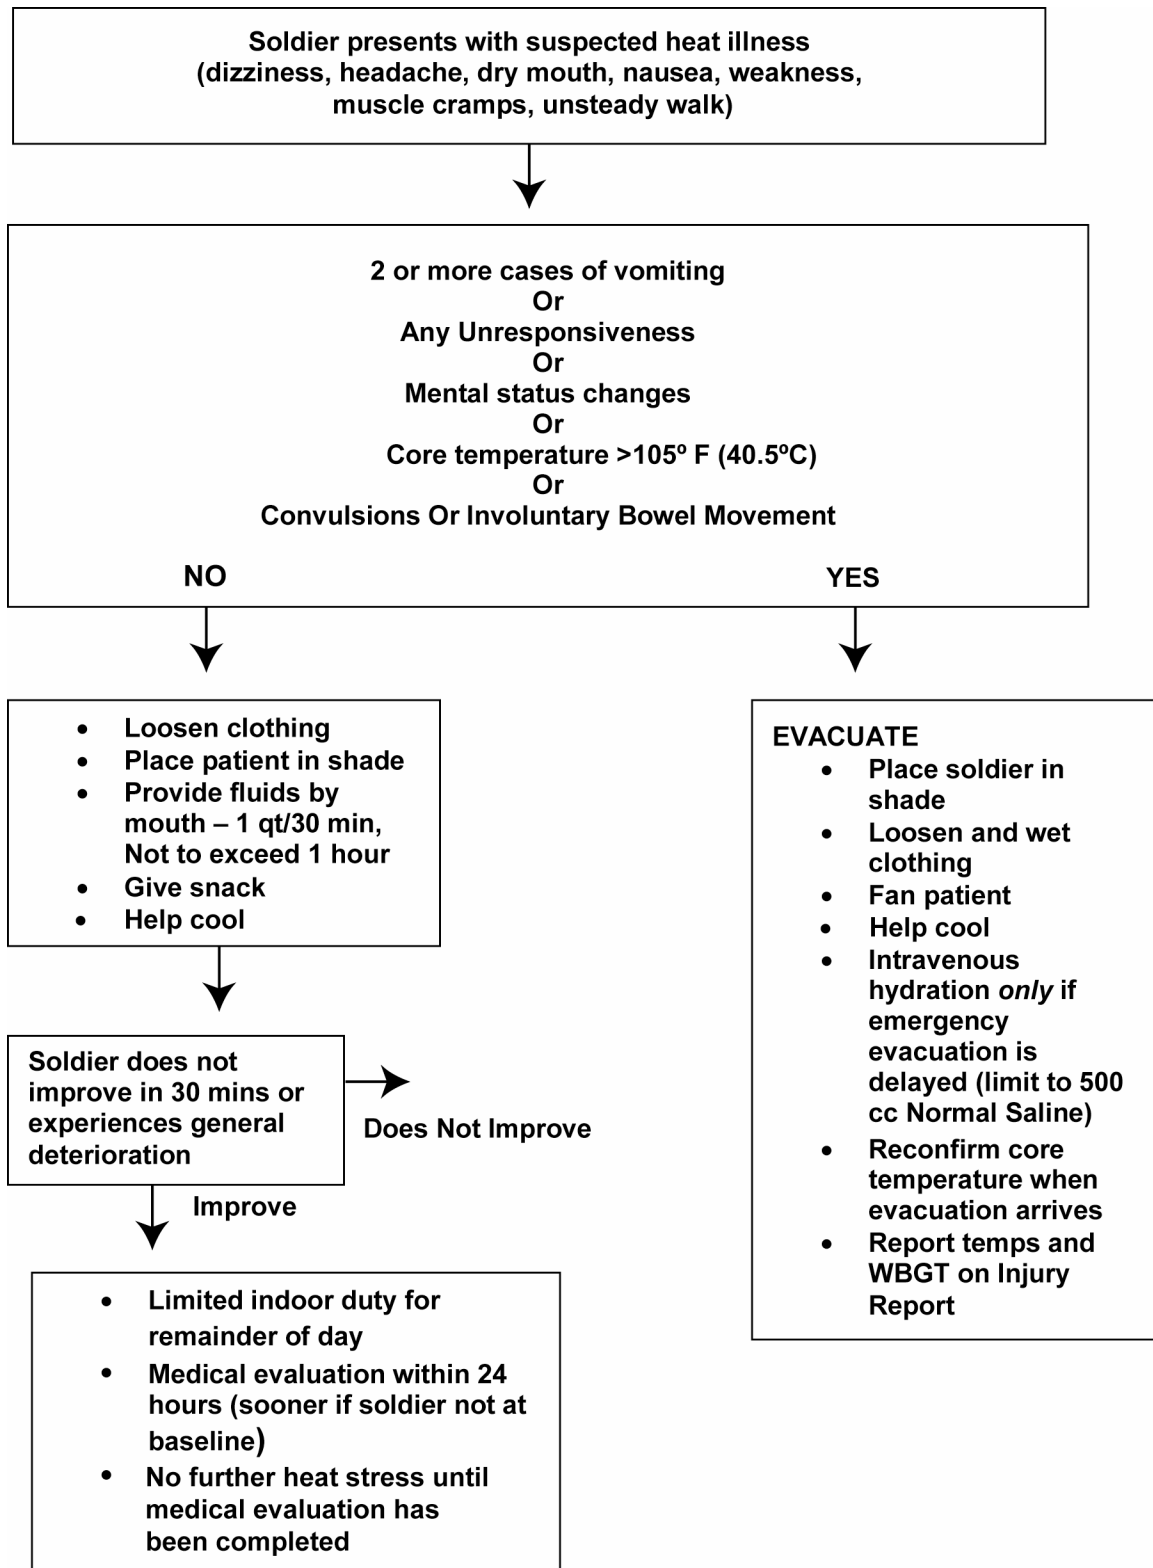 Soldier presents with suspected heat illness
(dizziness, headache, dry mouth, nausea, weakness,
muscle cramps, unsteady walk)
2 or more cases of vomiting
Or
Any Unresponsiveness
Or
Mental status changes
Or
Core temperature >105º F (40.5ºC)
Or
Convulsions Or Involuntary Bowel Movement
NO
YES
• Loosen clothing
• Place patient in shade
• Provide fluids by
mouth – 1 qt/30 min,
Not to exceed 1 hour
• Give snack
• Help cool
Soldier does not
improve in 30 mins or
experiences general
deterioration
Does Not Improve
Improve
• Limited indoor duty for
remainder of day
• Medical evaluation within 24
hours (sooner if soldier not at
baseline)
• No further heat stress until
medical evaluation has
been completed
EVACUATE
• Place soldier in
shade
• Loosen and wet
clothing
• Fan patient
• Help cool
• Intravenous
hydration only if
emergency
evacuation is
delayed (limit to 500
cc Normal Saline)
• Reconfirm core
temperature when
evacuation arrives
• Report temps and
WBGT on Injury
Report